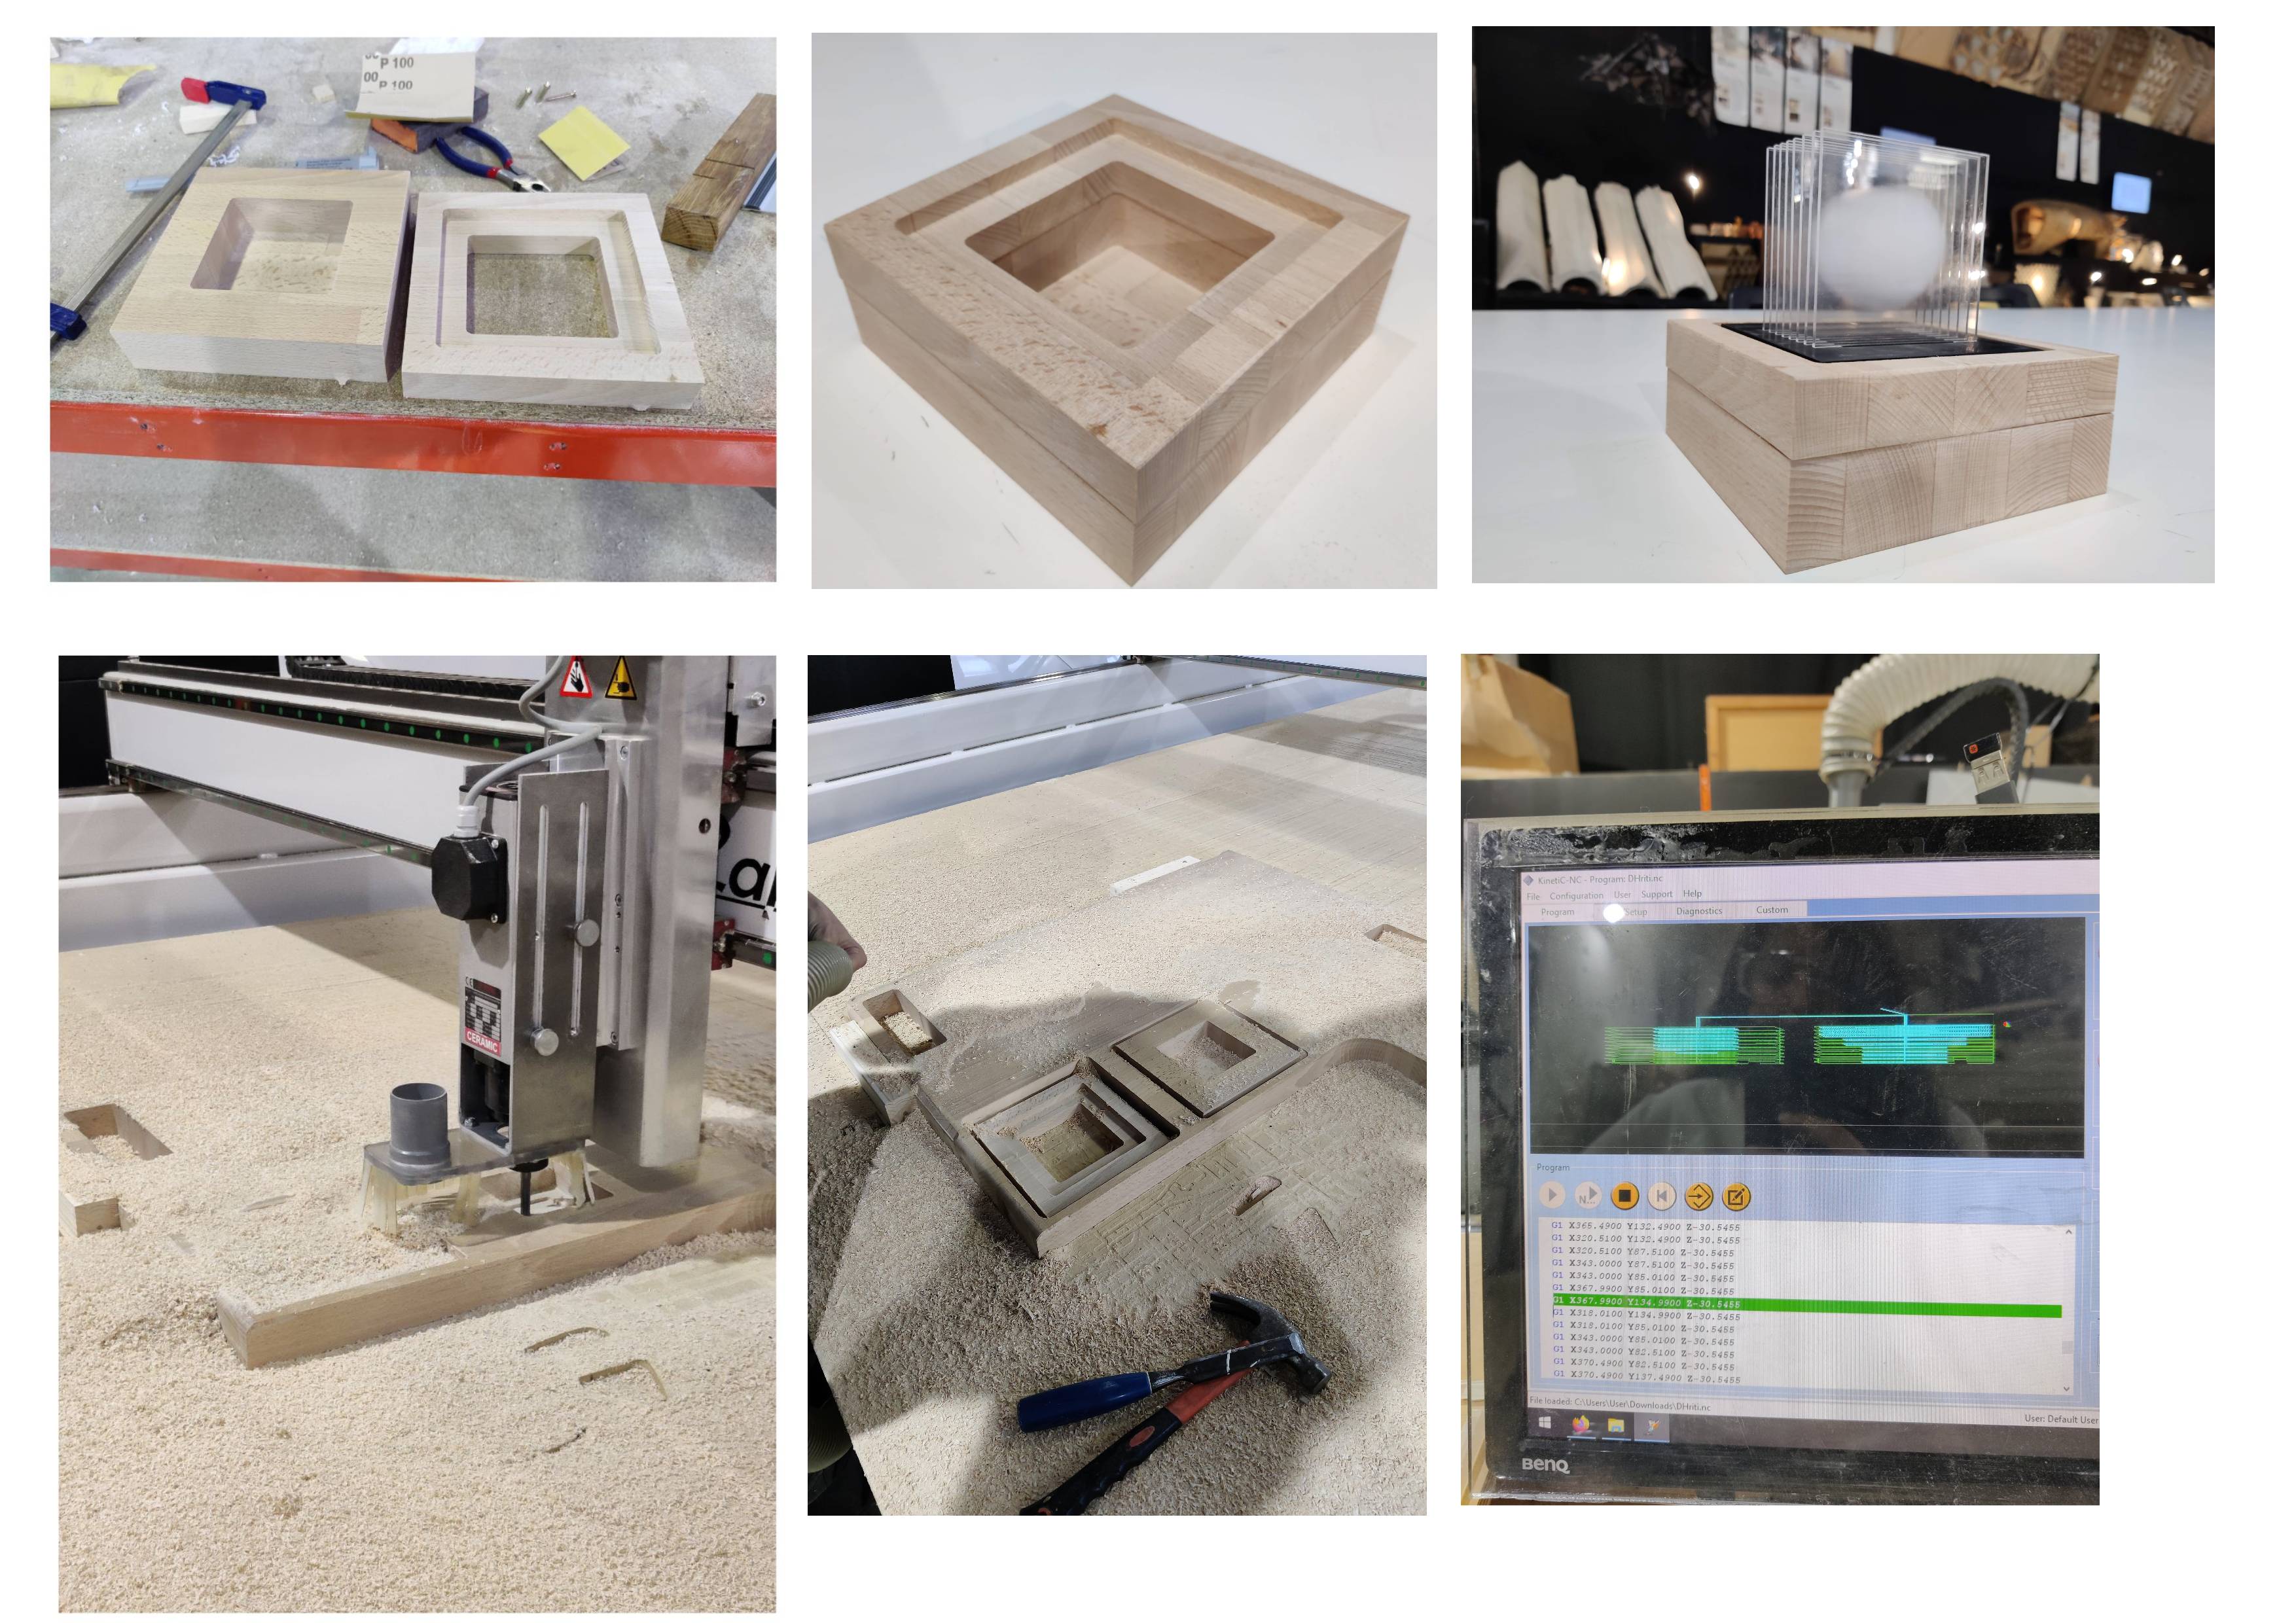 00 P 100
00
P 100
CERAMIC
KinetiC-NC - Program: DHriti.nc
File Configuration User Support Help
Program Setup Diagnostics Custom
Program
N
G1 X365.4900 Y132.4900 Z-30.5455
G1 X320.5100 Y132.4900 Z-30.5455
G1 X320.5100 Y87.5100 Z-30.5455
G1 X343.0000 Y87.5100 Z-30.5455
G1 X343.0000 Y85.0100 Z-30.5455
G1 X367.9900 Y85.0100 Z-30.5455
G1 X367.9900 Y134.9900 Z-30.5455
G1 X318.0100 Y134.9900 Z-30.5455
G1 X318.0100 Y85.0100 Z-30.5455
G1 X343.0000 Y85.0100 Z-30.5455
G1 X343.0000 Y82.5100 Z-30.5455
G1 X370.4900 Y82.5100 Z-30.5455
G1 X370.4900 Y137.4900 Z-30.5455
File loaded: C:\Users\User\Downloads\DHriti.nc
User: Default User
BenQ